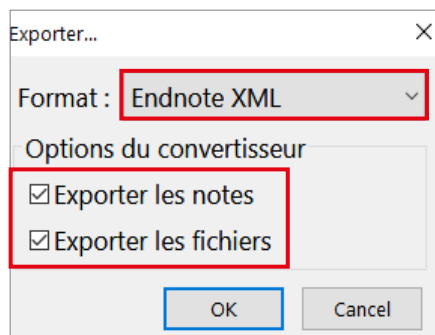 Exporter...
Format : Endnote XML
Options du convertisseur
Exporter les notes
Exporter les fichiers
OK Cancel